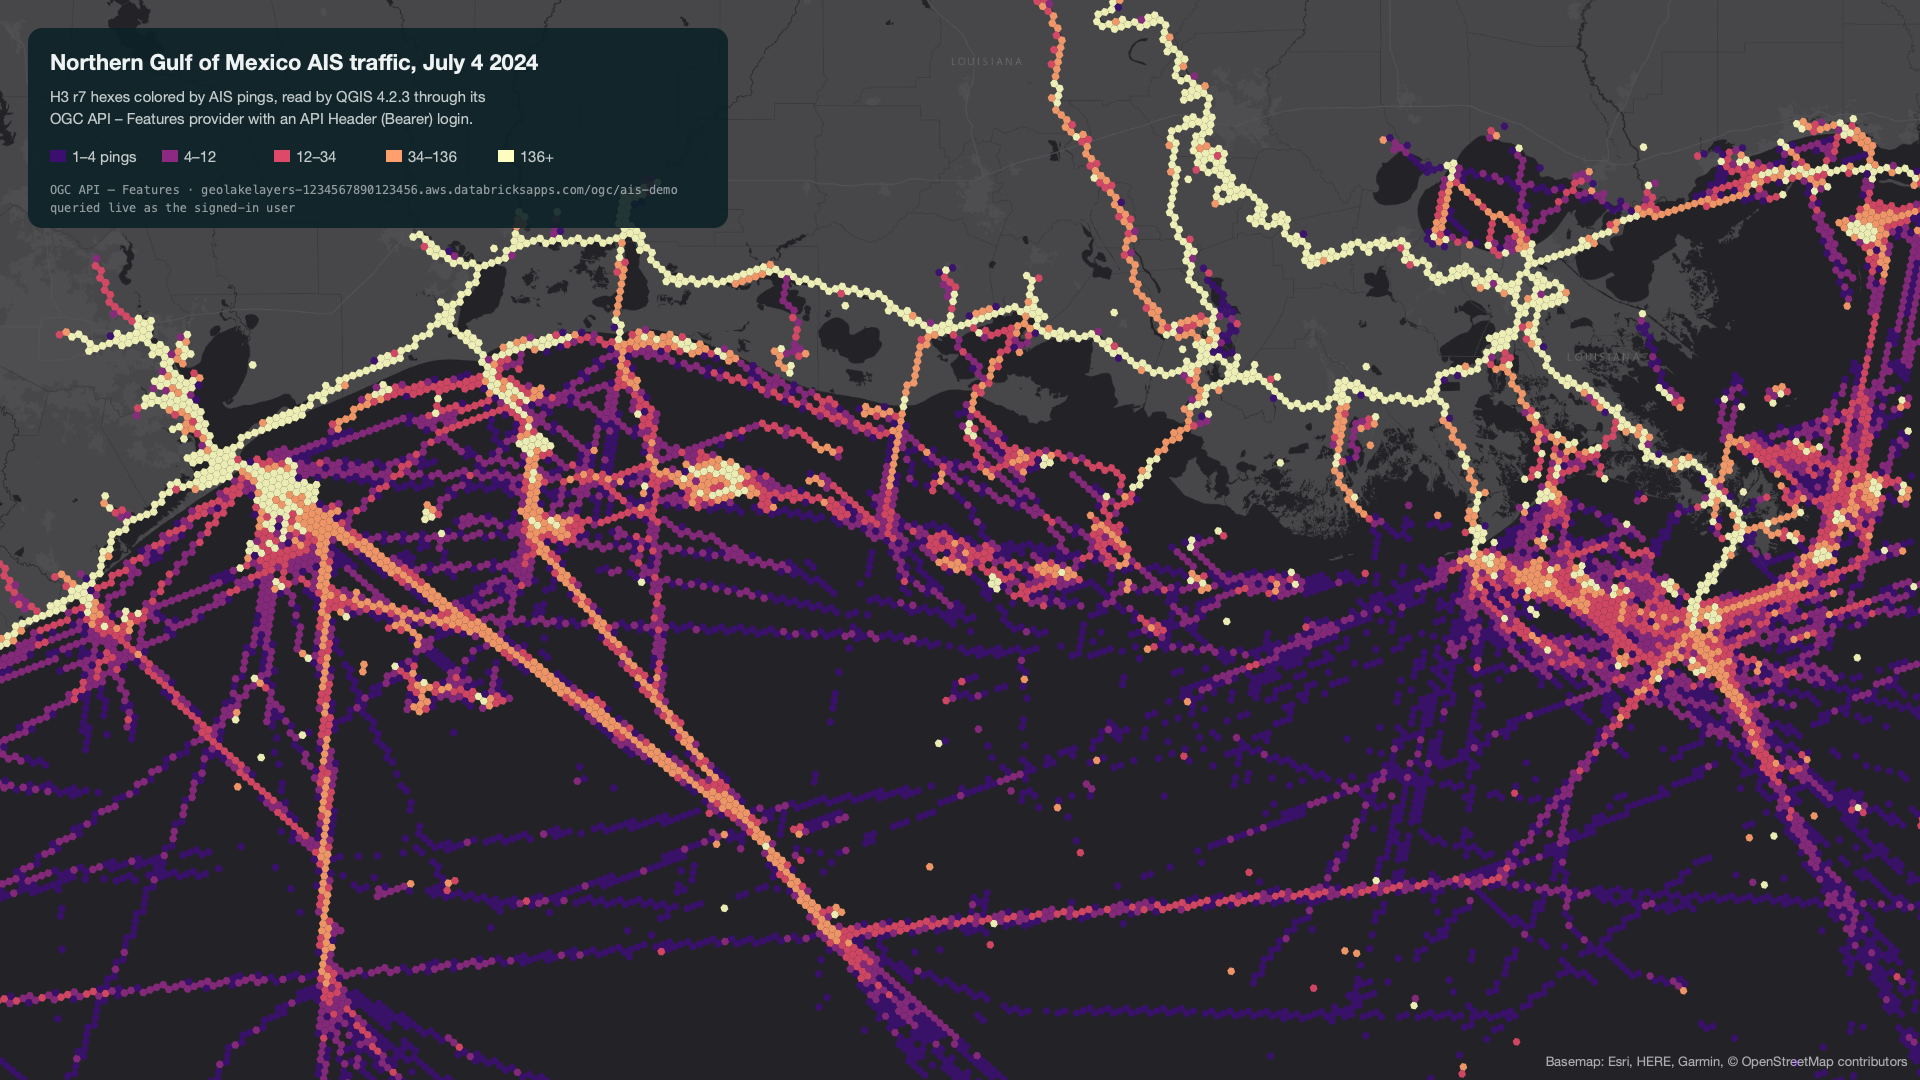 Northern Gulf of Mexico AIS traffic, July 4 2024
H3 r7 hexes colored by AIS pings, read by QGIS 4.2.3 through its
OGC API – Features provider with an API Header (Bearer) login.
1–4 pings 4–12 12–34 34–136 136+
OGC API – Features · geolakelayers-1234567890123456.aws.databricksapps.com/ogc/ais-demo
queried live as the signed-in user
LOUISIANA
LOUISIANA
Basemap: Esri, HERE, Garmin, © OpenStreetMap contributors